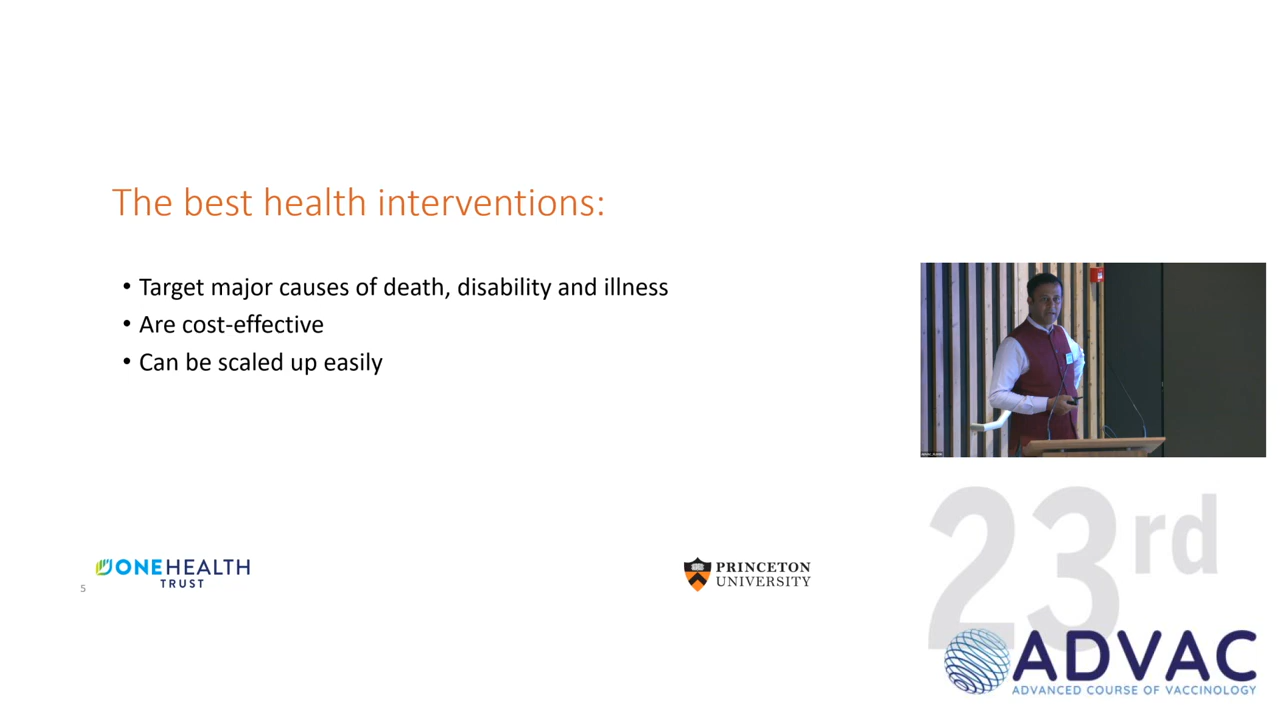 The best health interventions:
• Target major causes of death, disability and illness
• Are cost-effective
• Can be scaled up easily
ONEHEALTH
TRUST
5
PRINCETON
UNIVERSITY
23rd
ADVAC
ADVANCED COURSE OF VACCINOLOGY